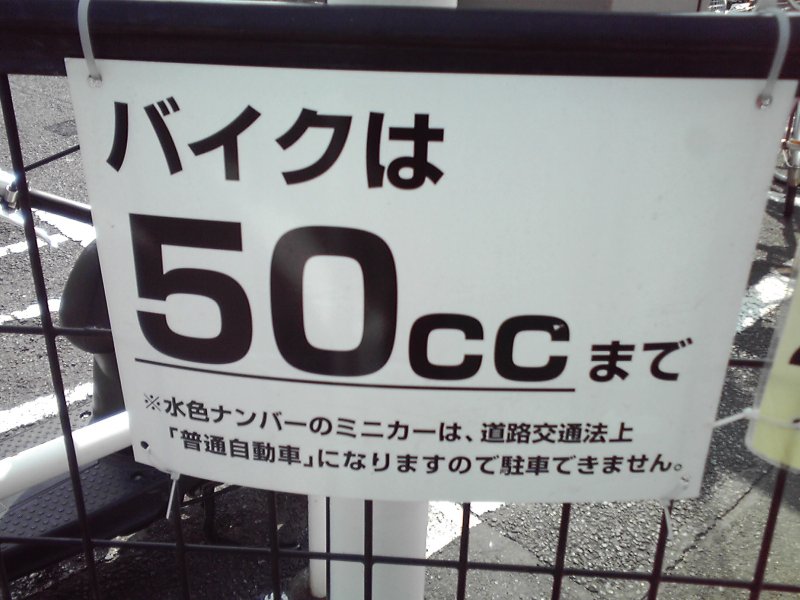 バイクは
50ccまで
※水色ナンバーのミニカーは、道路交通法上
「普通自動車」になりますので駐車できません。